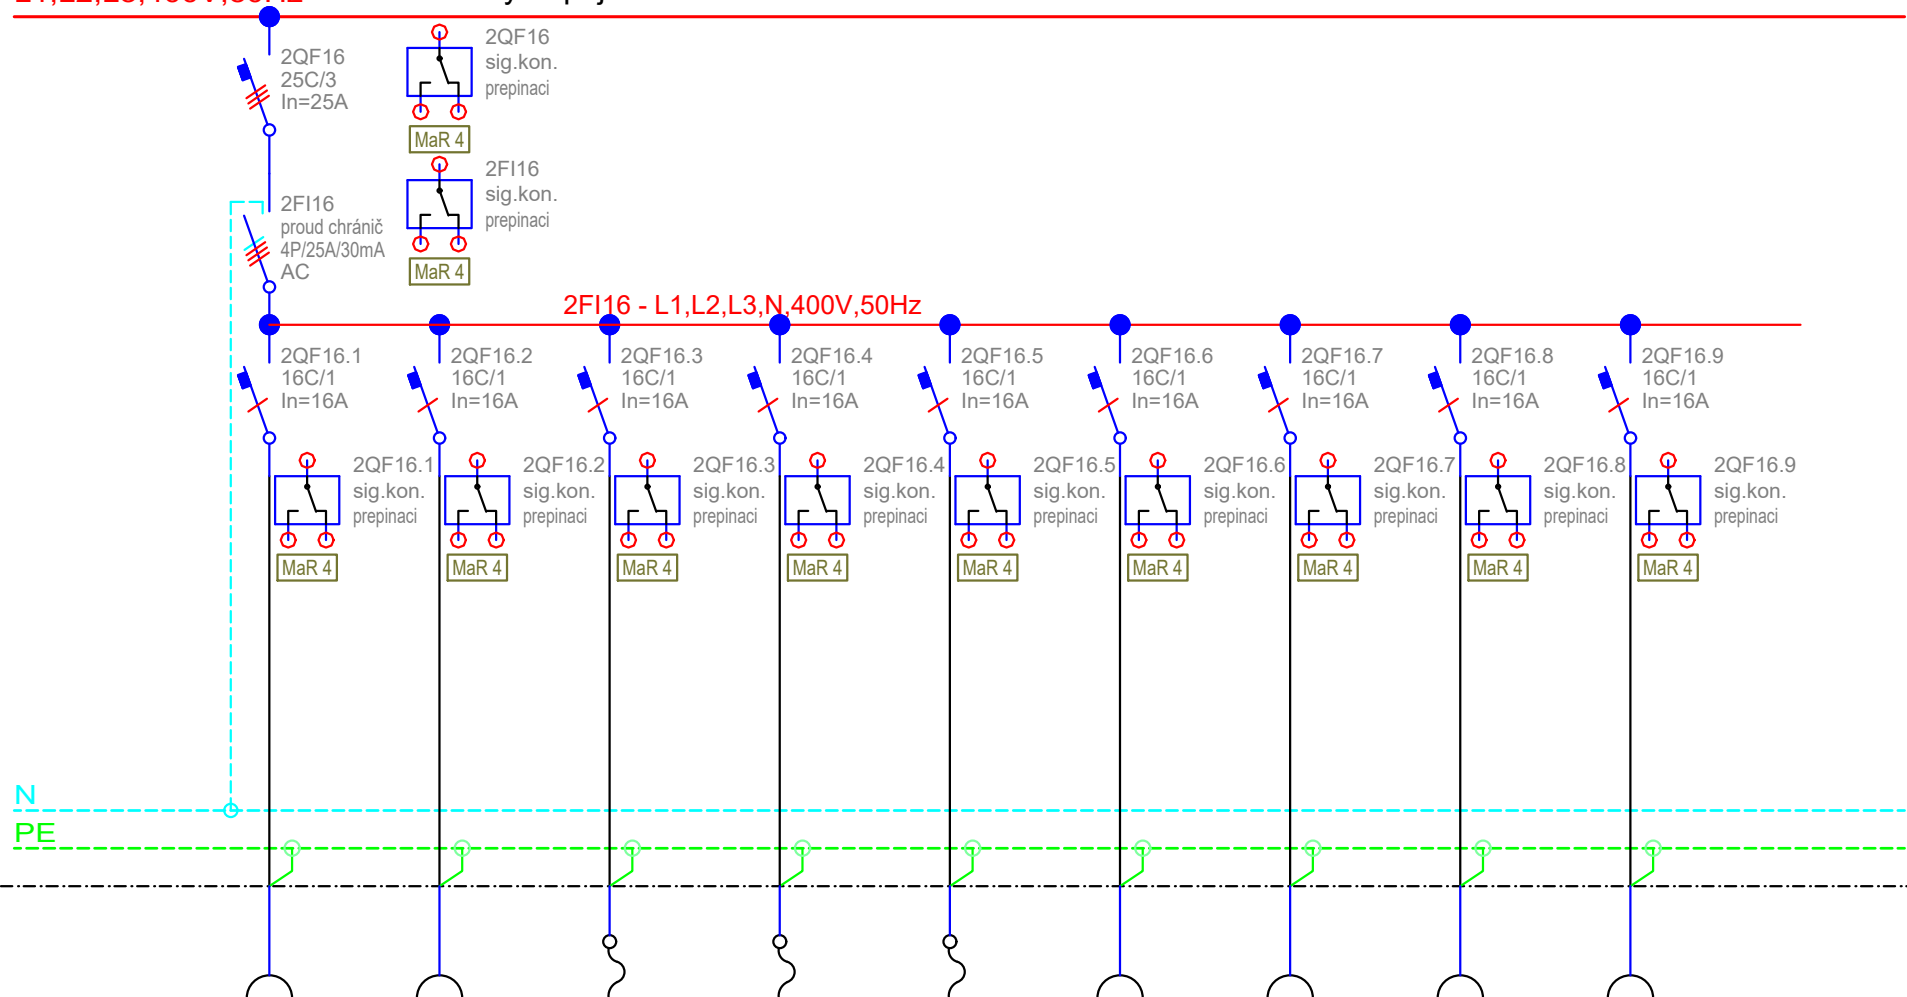 2QF16
25C/3
In=25A
2QF16
sig.kon.
prepinaci
MaR 4
2FI16
proud chránič
4P/25A/30mA
AC
2FI16
sig.kon.
prepinaci
MaR 4
2FI16 - L1,L2,L3,N,400V,50Hz
2QF16.1
16C/1
In=16A
2QF16.2
16C/1
In=16A
2QF16.3
16C/1
In=16A
2QF16.4
16C/1
In=16A
2QF16.5
16C/1
In=16A
2QF16.6
16C/1
In=16A
2QF16.7
16C/1
In=16A
2QF16.8
16C/1
In=16A
2QF16.9
16C/1
In=16A
2QF16.1
sig.kon.
prepinaci
MaR 4
2QF16.2
sig.kon.
prepinaci
MaR 4
2QF16.3
sig.kon.
prepinaci
MaR 4
2QF16.4
sig.kon.
prepinaci
MaR 4
2QF16.5
sig.kon.
prepinaci
MaR 4
2QF16.6
sig.kon.
prepinaci
MaR 4
2QF16.7
sig.kon.
prepinaci
MaR 4
2QF16.8
sig.kon.
prepinaci
MaR 4
2QF16.9
sig.kon.
prepinaci
MaR 4
N
PE